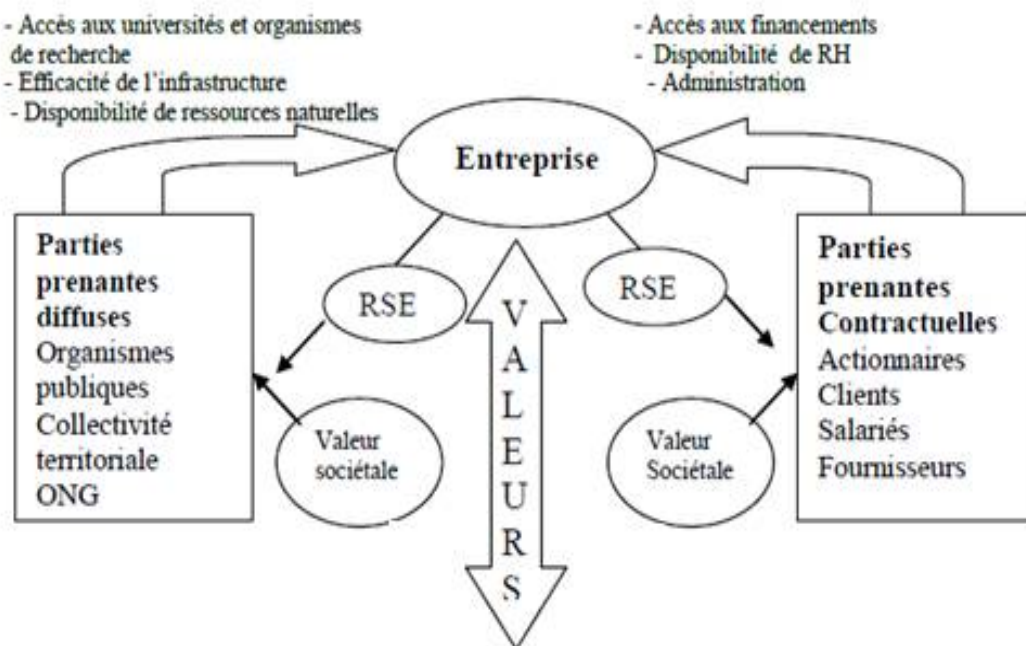 - Accès aux universités et organismes
de recherche
- Efficacité de l'infrastructure
- Disponibilité de ressources naturelles
- Accès aux financements
- Disponibilité de RH
- Administration
Entreprise
Parties
prenantes
diffuses
Organismes
publiques
Collectivité
territoriale
ONG
RSE
Valeur
sociétale
V
A
L
E
U
R
S
RSE
Valeur
Sociétale
Parties
prenantes
Contractuelles
Actionnaires
Clients
Salariés
Fournisseurs